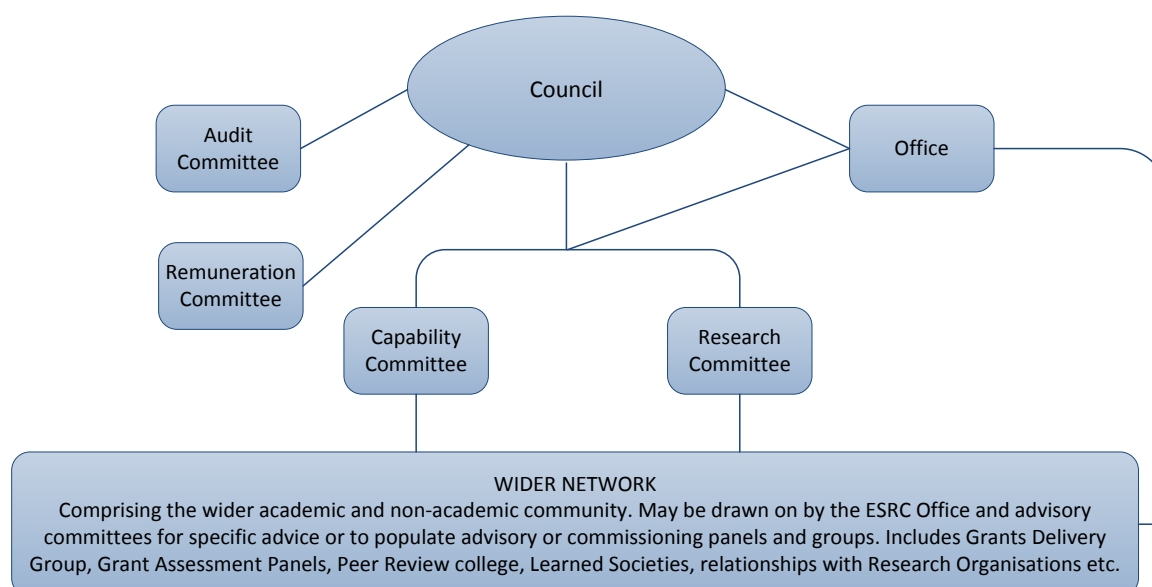 Council
Audit
Committee
Office
Remuneration
Committee
Capability
Committee
Research
Committee
WIDER NETWORK
Comprising the wider academic and non-academic community. May be drawn on by the ESRC Office and advisory
committees for specific advice or to populate advisory or commissioning panels and groups. Includes Grants Delivery
Group, Grant Assessment Panels, Peer Review college, Learned Societies, relationships with Research Organisations etc.